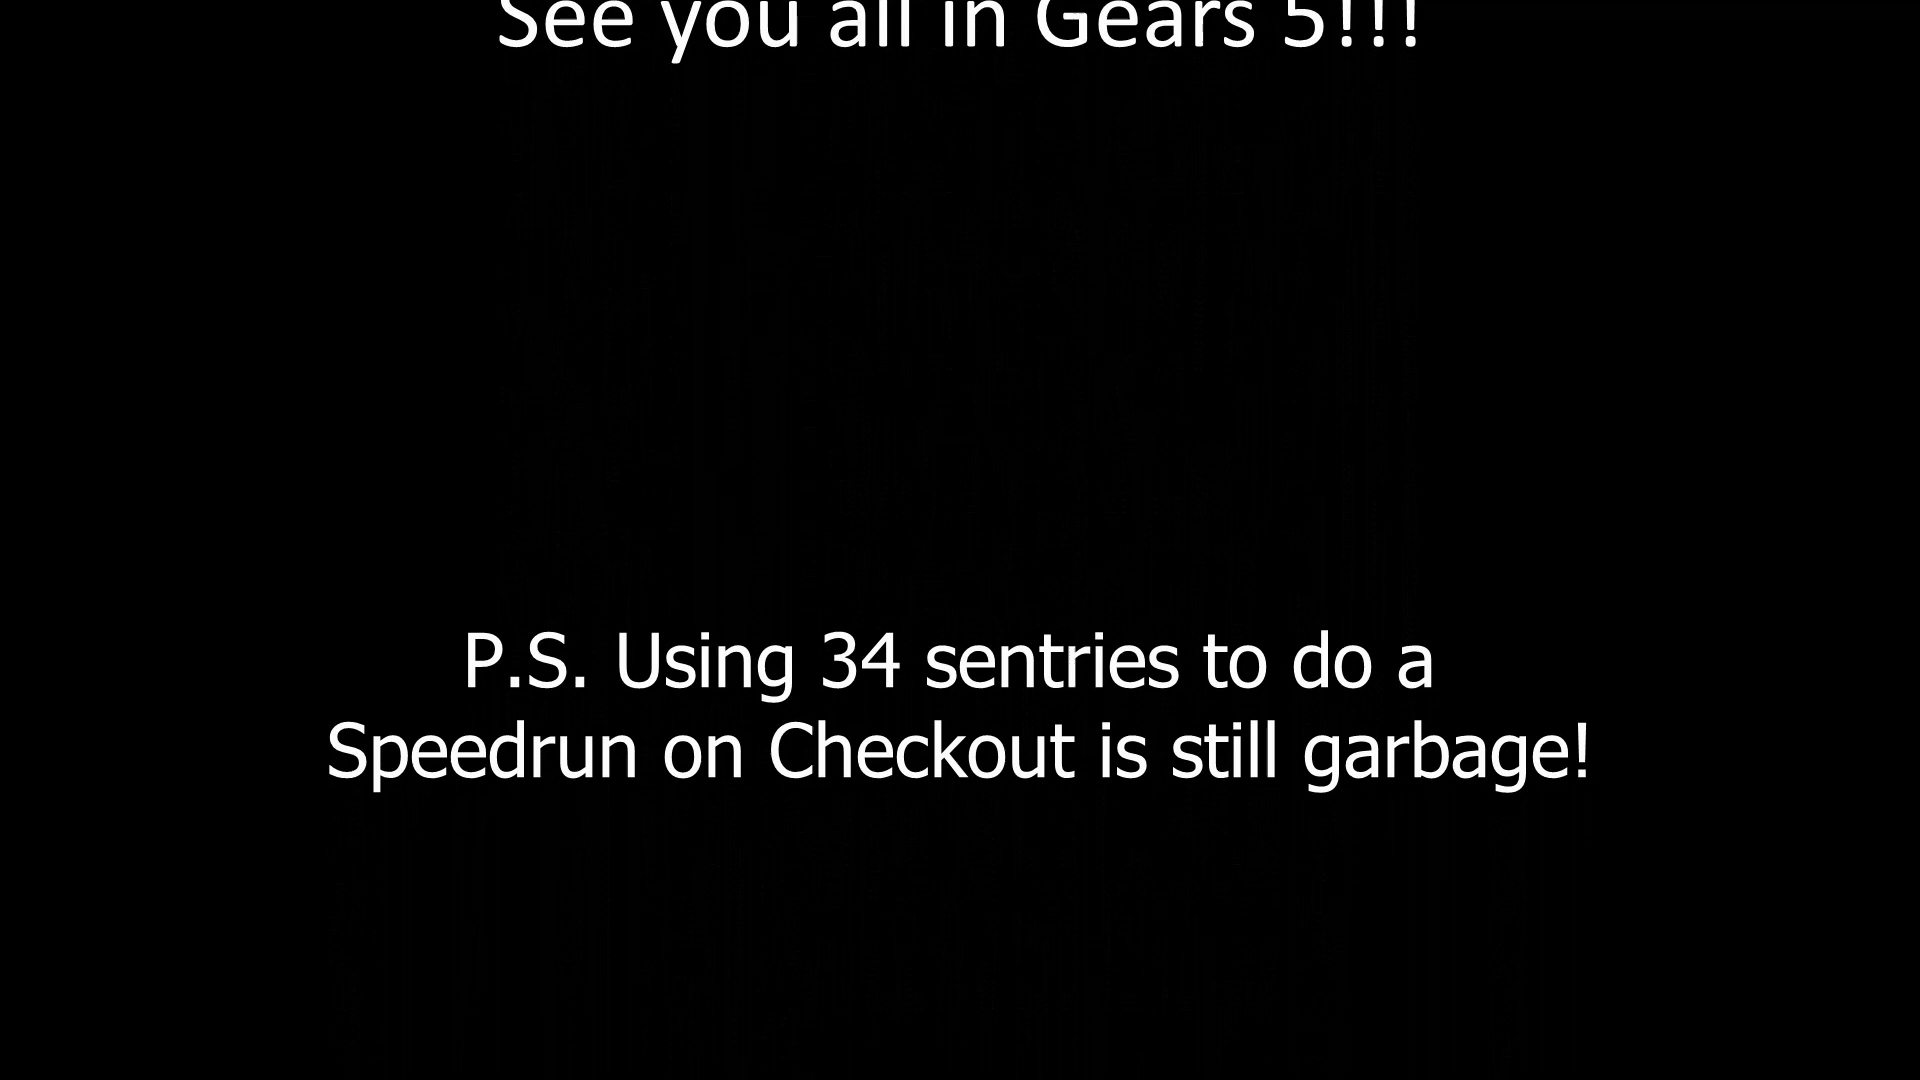 See you all in Gears 5!!!
P.S. Using 34 sentries to do a
Speedrun on Checkout is still garbage!